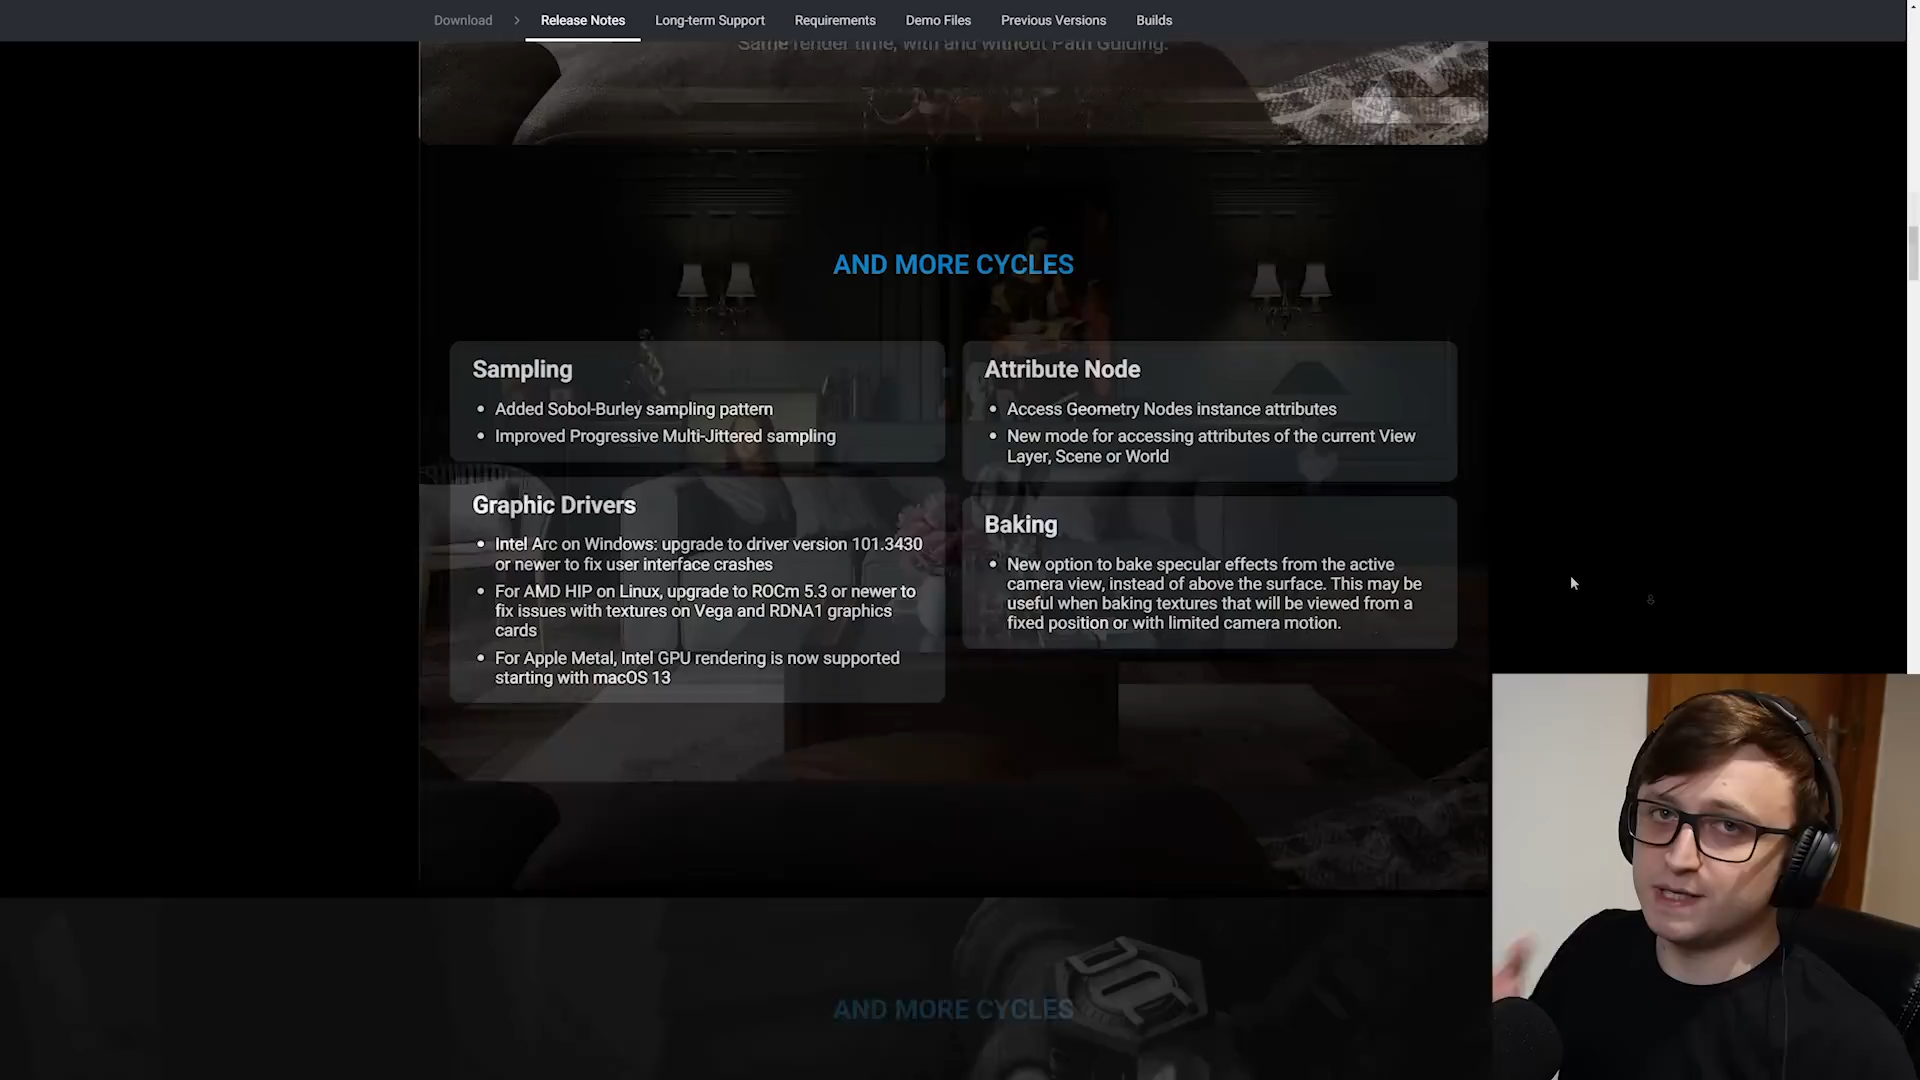 Download
Release Notes
Long-term Support
Requirements
Demo Files
Previous Versions
Builds
Same render time, with and without Path Guiding.
AND MORE CYCLES
Sampling
Added Sobol-Burley sampling pattern
Improved Progressive Multi-Jittered sampling
Graphic Drivers
Intel Arc on Windows: upgrade to driver version 101.3430
or newer to fix user interface crashes
For AMD HIP on Linux, upgrade to ROCm 5.3 or newer to
fix issues with textures on Vega and RDNA1 graphics
cards
For Apple Metal, Intel GPU rendering is now supported
starting with macOS 13
Attribute Node
Access Geometry Nodes instance attributes
New mode for accessing attributes of the current View
Layer, Scene or World
Baking
New option to bake specular effects from the active
camera view, instead of above the surface. This may be
useful when baking textures that will be viewed from a
fixed position or with limited camera motion.
AND MORE CYCLES